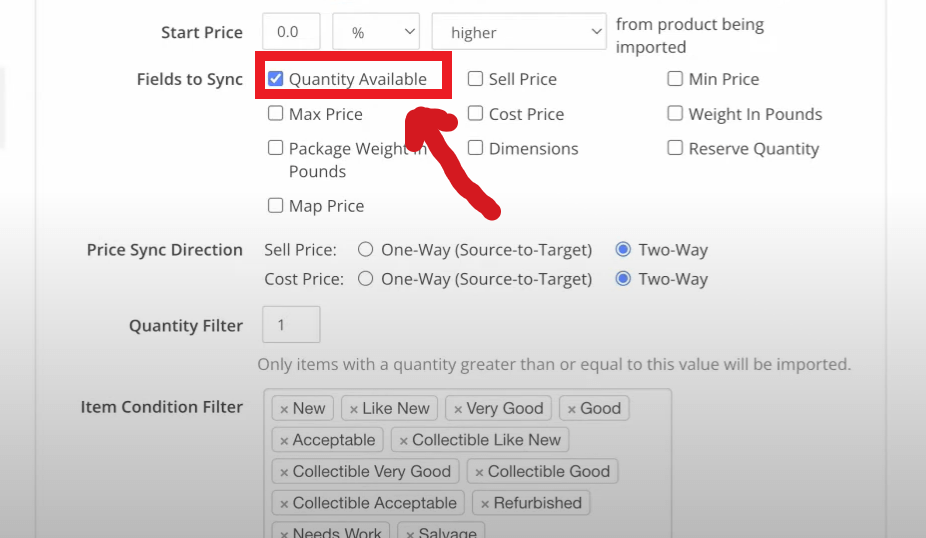 Start Price 0.0 % higher from product being
imported
Fields to Sync Quantity Available Sell Price Min Price
Max Price Cost Price Weight In Pounds
Package Weight In Dimensions Reserve Quantity
Pounds
Map Price
Price Sync Direction Sell Price: One-Way (Source-to-Target) Two-Way
Cost Price: One-Way (Source-to-Target) Two-Way
Quantity Filter 1
Only items with a quantity greater than or equal to this value will be imported.
Item Condition Filter × New × Like New × Very Good × Good
× Acceptable × Collectible Like New
× Collectible Very Good × Collectible Good
× Collectible Acceptable × Refurbished
× Needs Work × Salvage